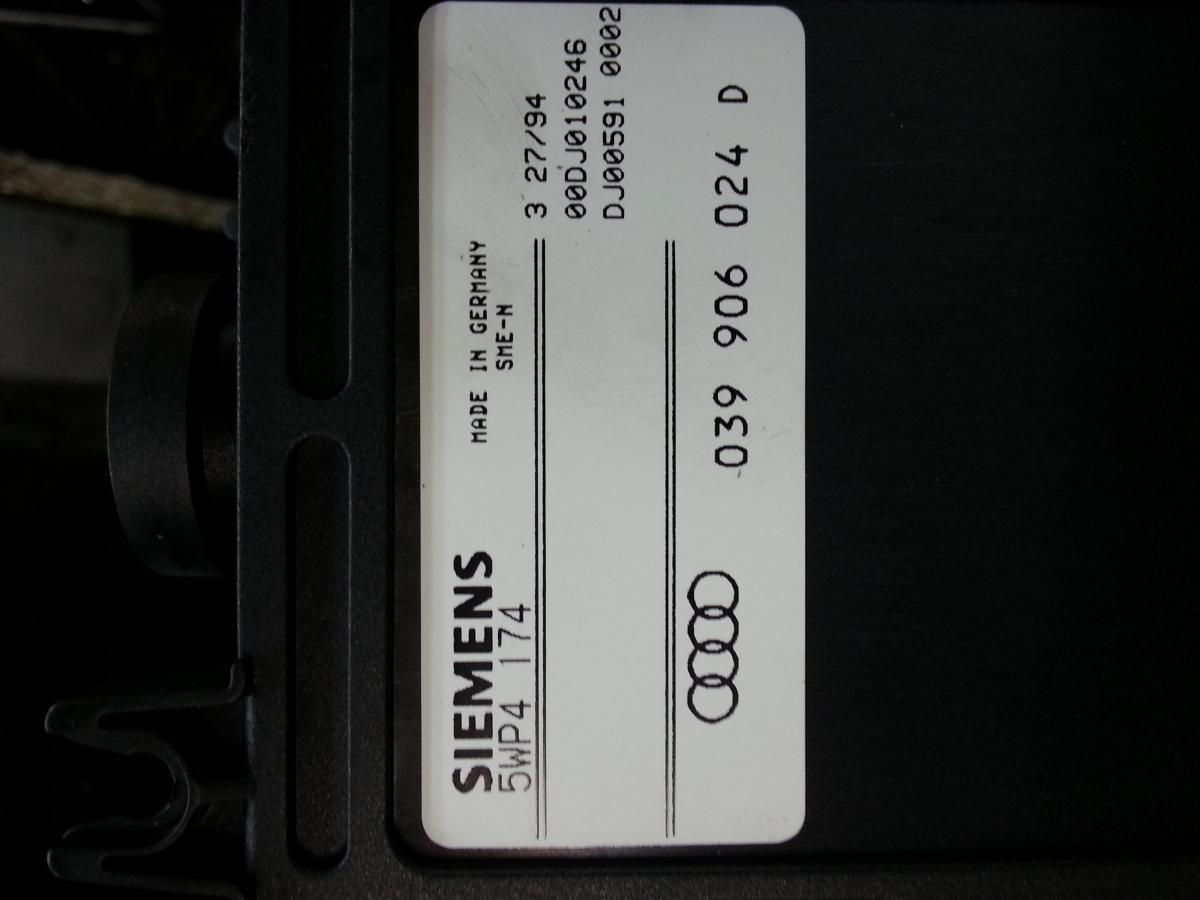 SIEMENS
5WP4 174
MADE IN GERMANY
SME-N
3 27/94
00DJ010246
DJ00591 0002
039 906 024 D